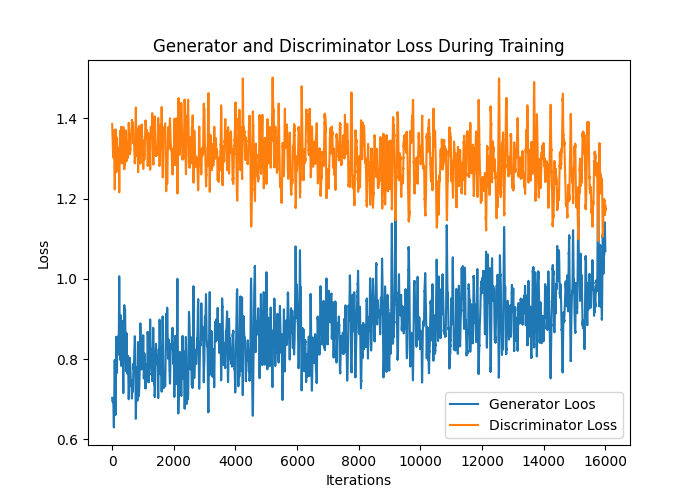 Generator and Discriminator Loss During Training
Loss
1.4
1.2
1.0
0.8
0.6
0 2000 4000 6000 8000 10000 12000 14000 16000
Iterations
Generator Loos
Discriminator Loss